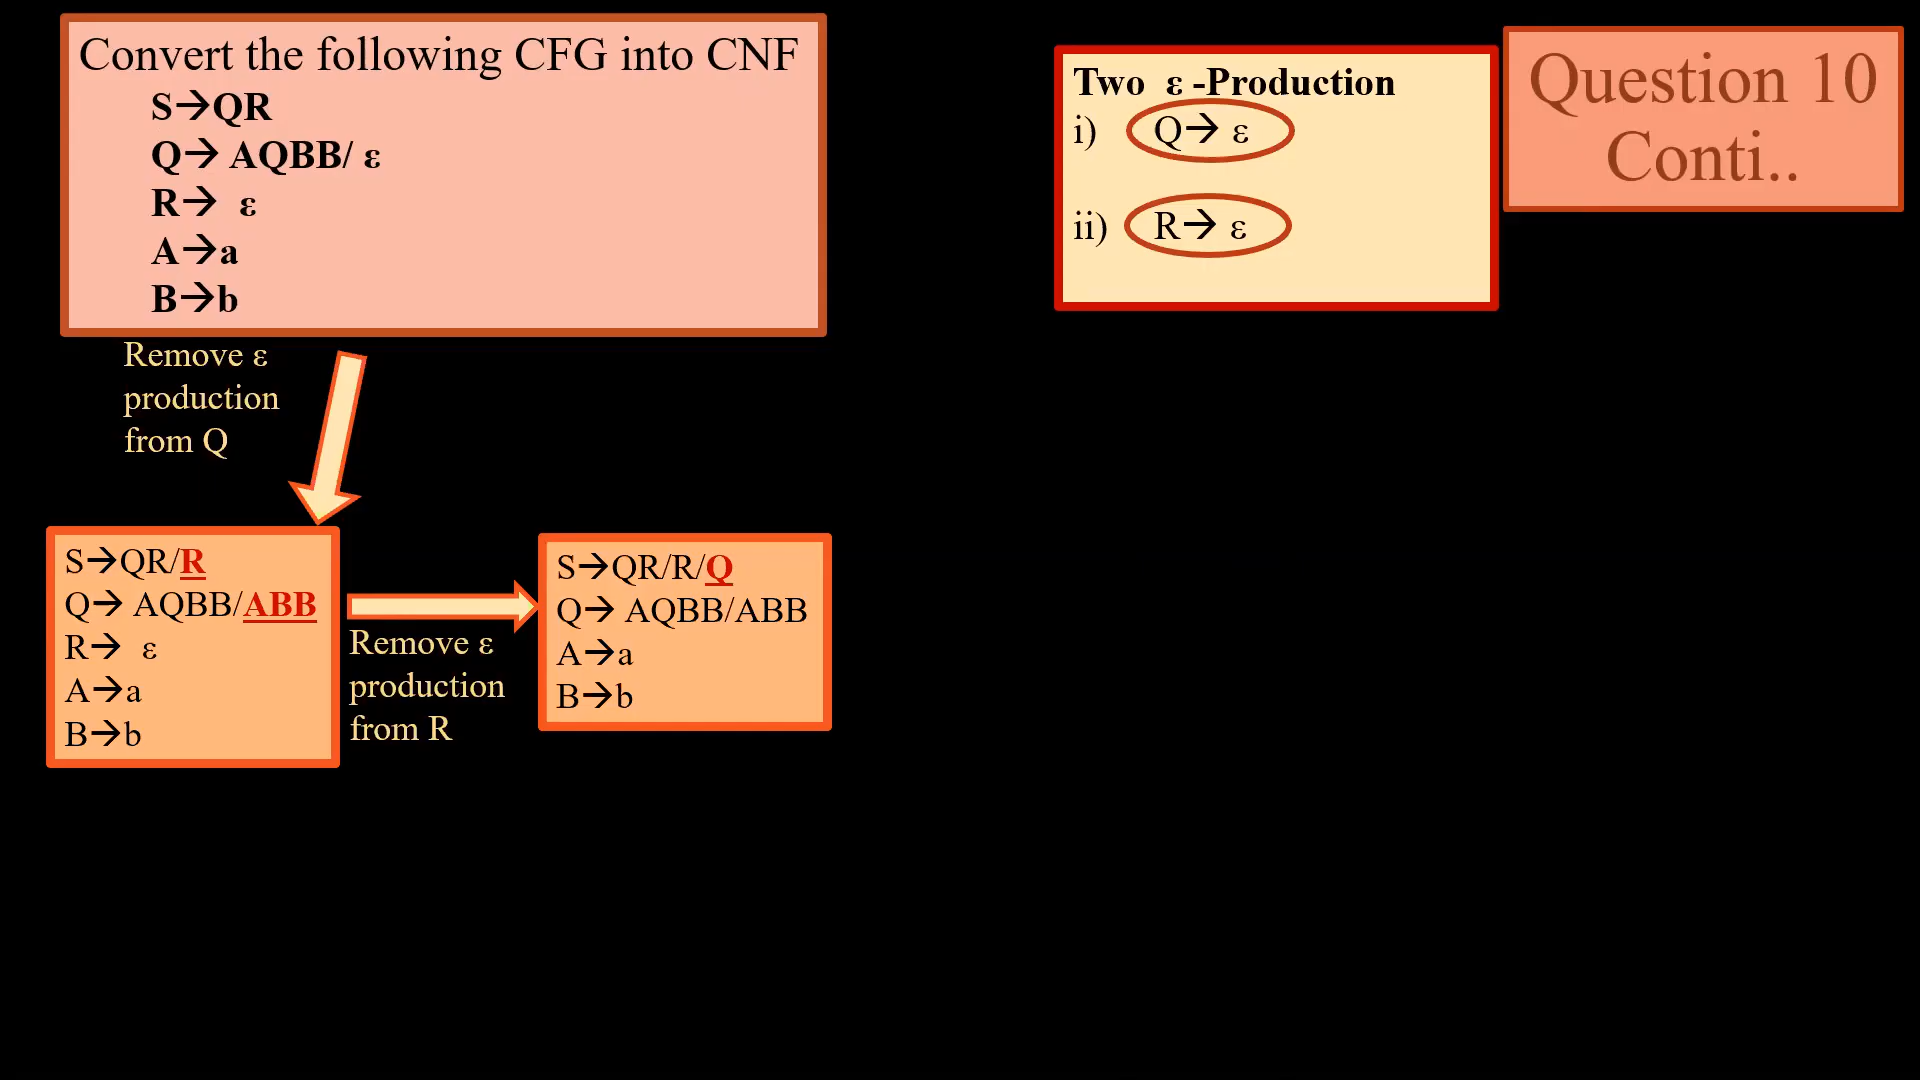 Convert the following CFG into CNF
S→QR
Q→ AQBB/ ε
R→ ε
A→a
B→b
Two ε -Production
i) Q→ ε
ii) R→ ε
Question 10
Conti..
Remove ε
production
from Q
S→QR/R
Q→ AQBB/ABB
R→ ε
A→a
B→b
Remove ε
production
from R
S→QR/R/Q
Q→ AQBB/ABB
A→a
B→b